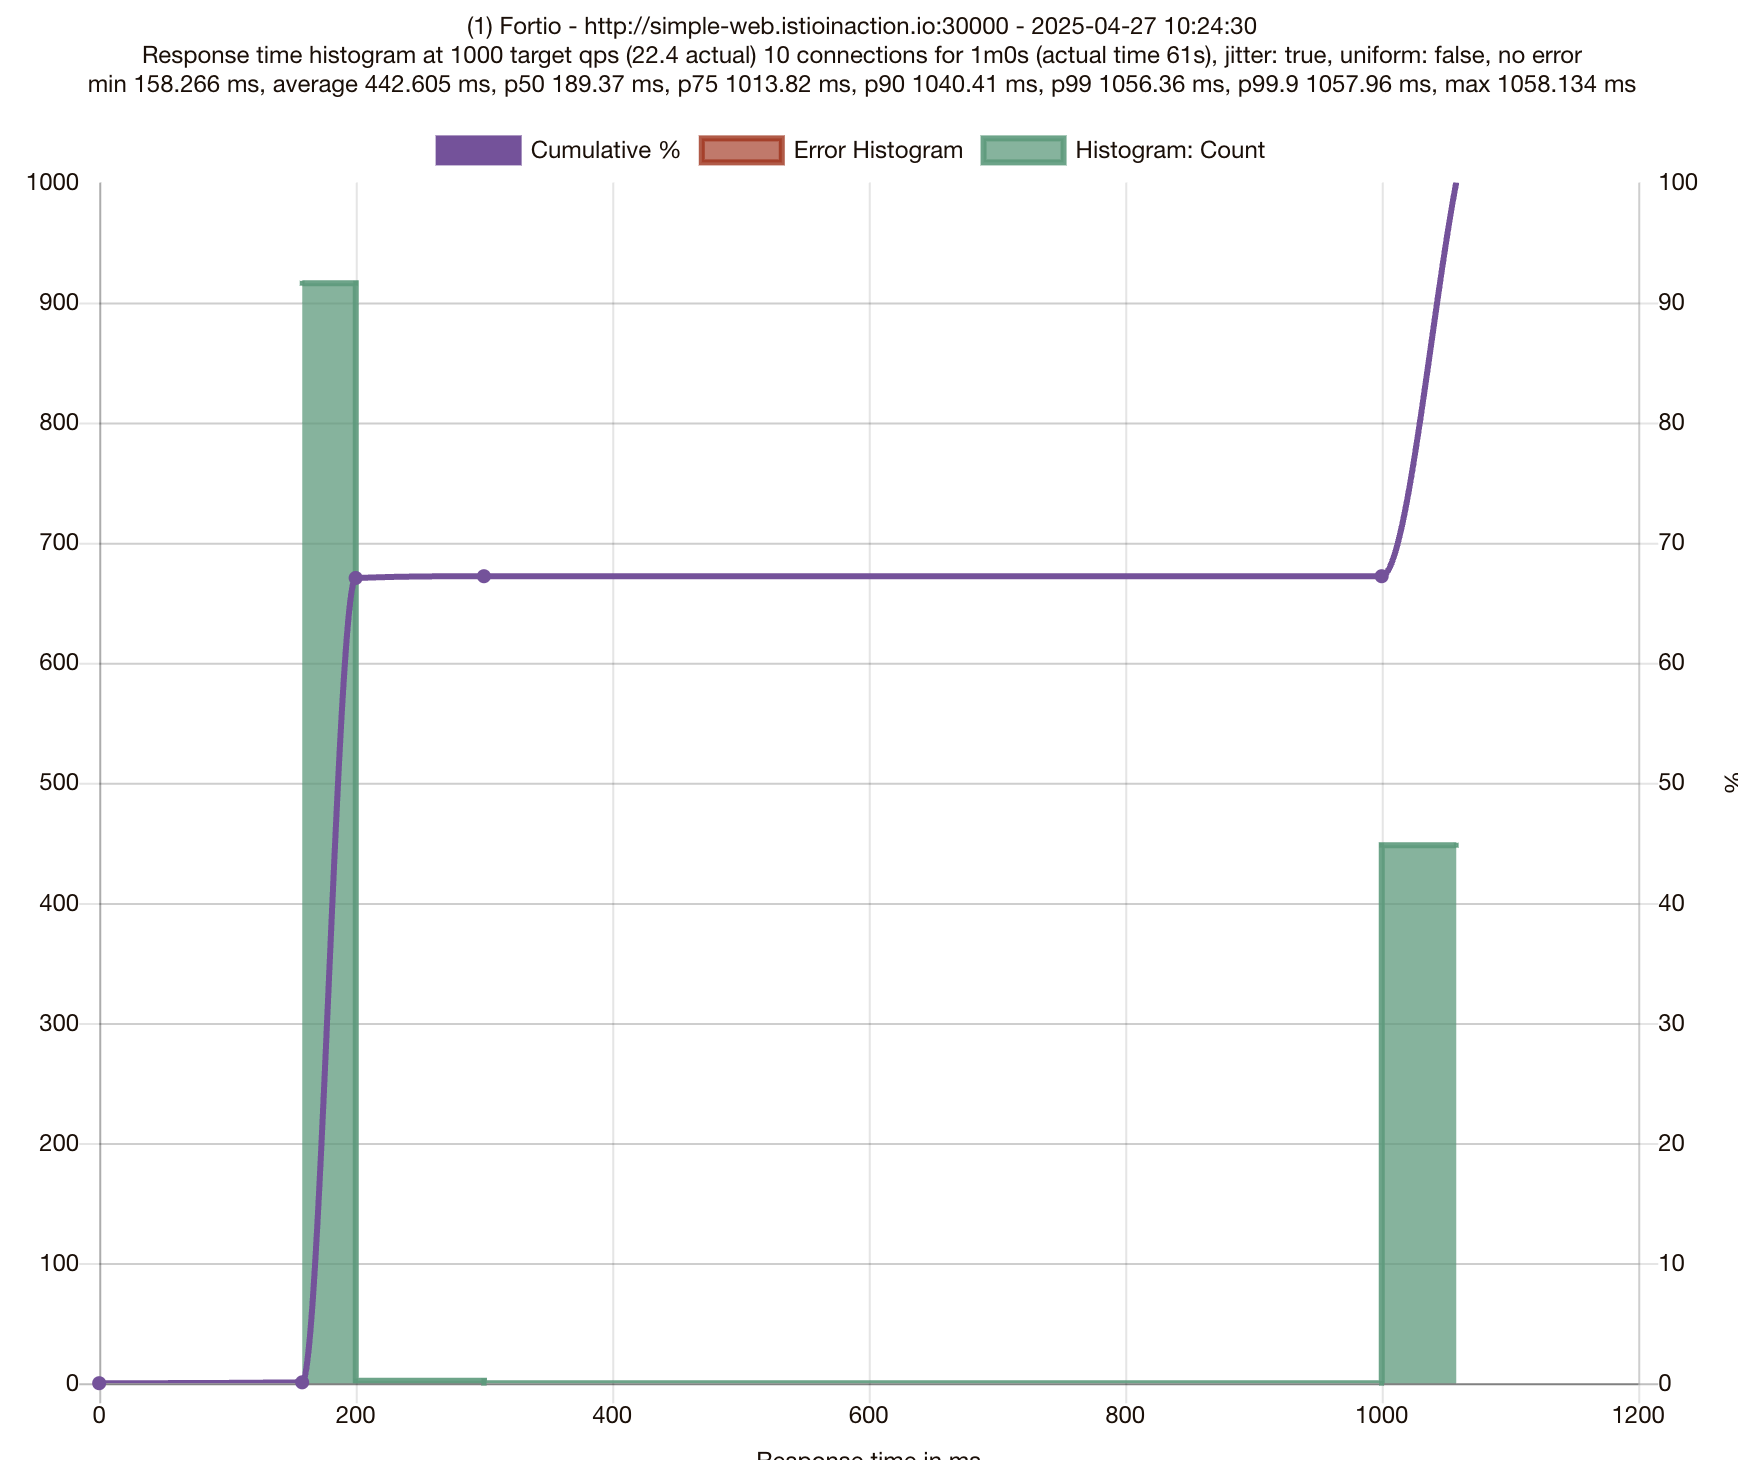 (1) Fortio - http://simple-web.istioinaction.io:30000 - 2025-04-27 10:24:30
Response time histogram at 1000 target qps (22.4 actual) 10 connections for 1m0s (actual time 61s), jitter: true, uniform: false, no error
min 158.266 ms, average 442.605 ms, p50 189.37 ms, p75 1013.82 ms, p90 1040.41 ms, p99 1056.36 ms, p99.9 1057.96 ms, max 1058.134 ms
Cumulative % Error Histogram Histogram: Count
1000 100
900 90
800 80
700 70
600 60
500 50 %
400 40
300 30
200 20
100 10
0 0
0 200 400 600 800 1000 1200
Response time in ms